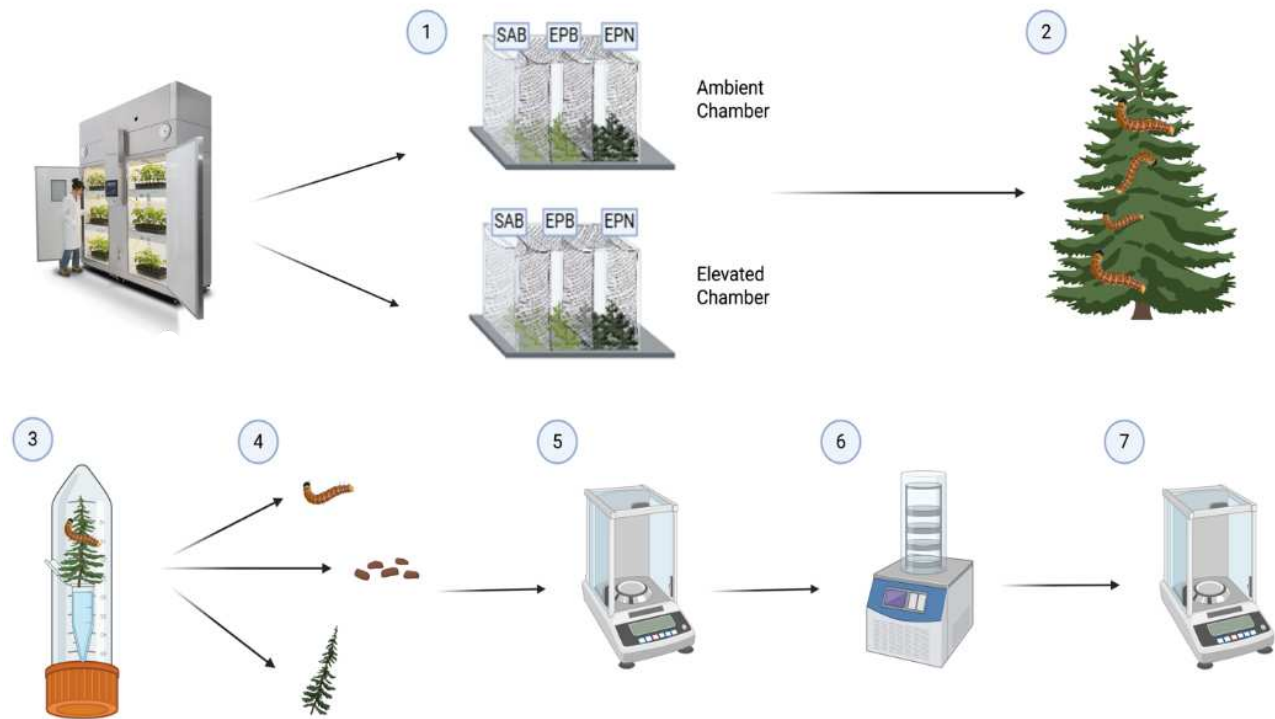 1
SAB EPB EPN
Ambient
Chamber
2
SAB EPB EPN
Elevated
Chamber
3
4
5
6
7